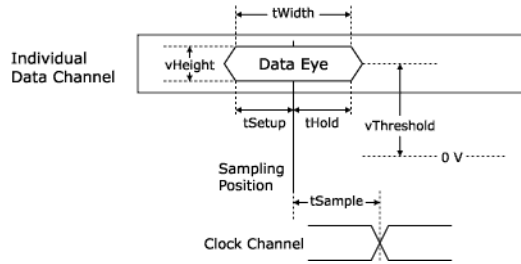 tWidth
Individual
Data Channel
vHeight
Data Eye
tSetup
tHold
vThreshold
0 V
Sampling
Position
tSample
Clock Channel